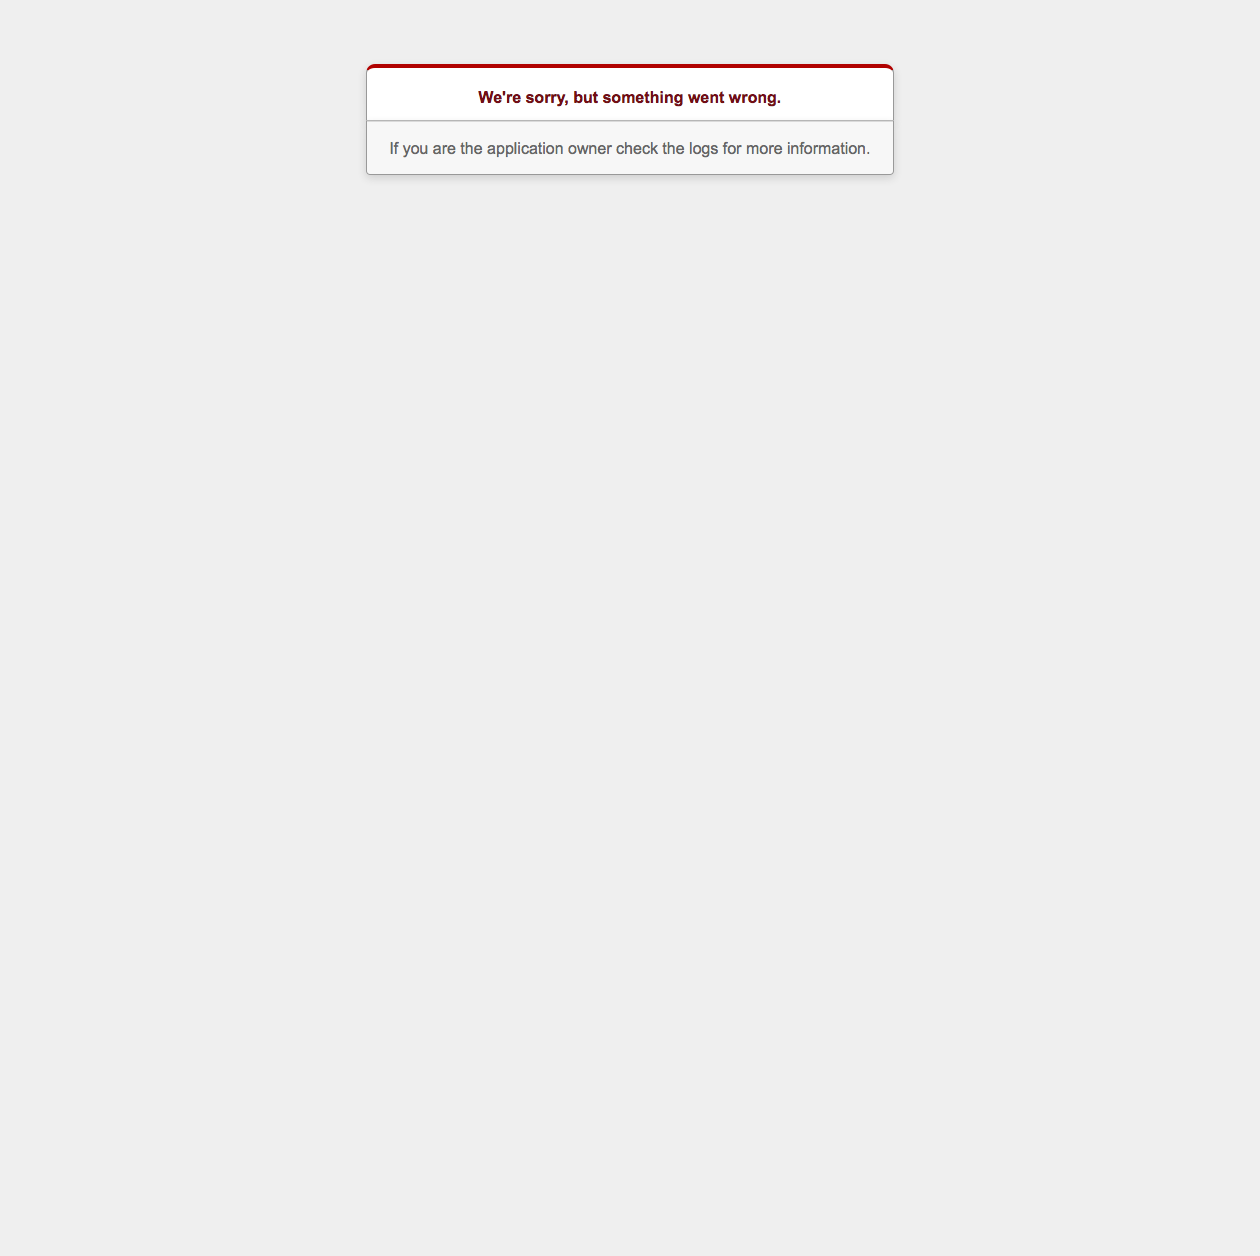 We're sorry, but something went wrong.
If you are the application owner check the logs for more information.